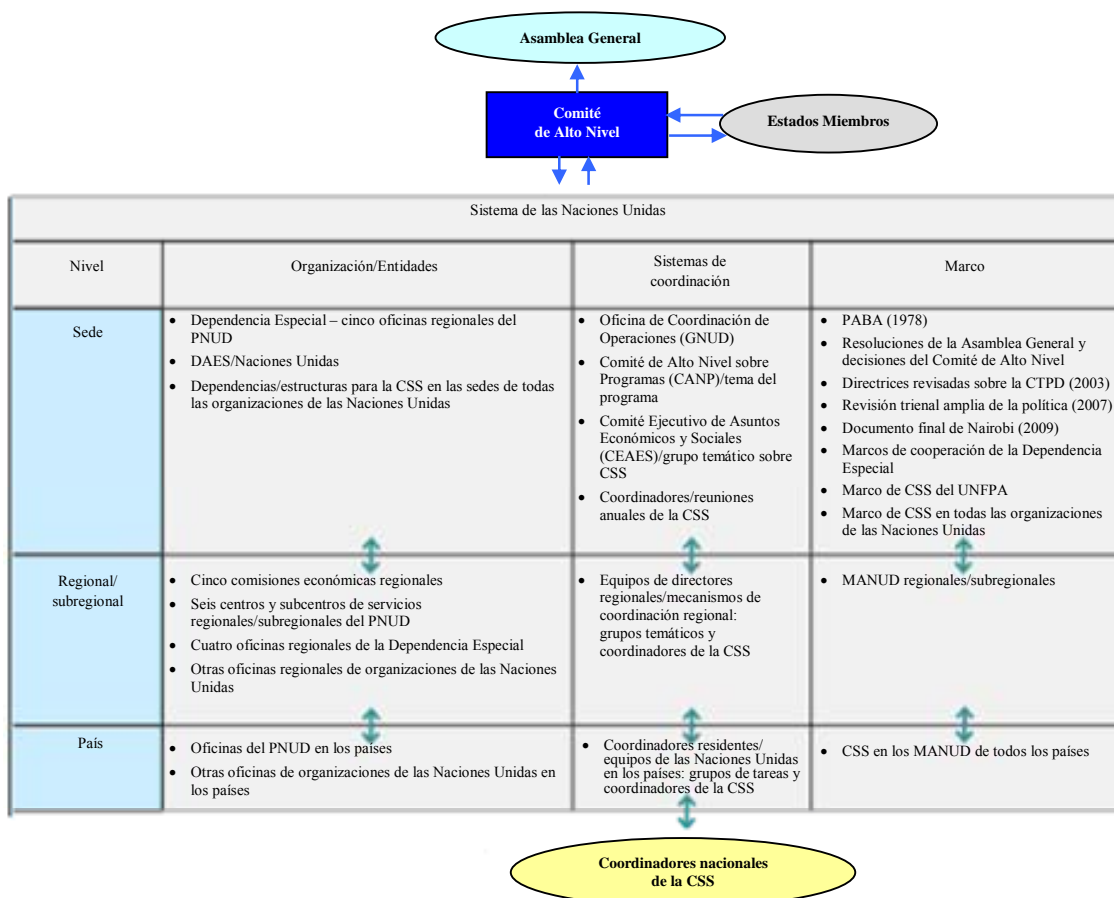 Asamblea General
Comité
de Alto Nivel
Estados Miembros
Sistema de las Naciones Unidas
Nivel
Organización/Entidades
Sistemas de
coordinación
Marco
Sede
• Dependencia Especial – cinco oficinas regionales del
PNUD
• DAES/Naciones Unidas
• Dependencias/estructuras para la CSS en las sedes de todas
las organizaciones de las Naciones Unidas
• Oficina de Coordinación de
Operaciones (GNUD)
• Comité de Alto Nivel sobre
Programas (CANP)/tema del
programa
• Comité Ejecutivo de Asuntos
Económicos y Sociales
(CEAES)/grupo temático sobre
CSS
• Coordinadores/reuniones
anuales de la CSS
• PABA (1978)
• Resoluciones de la Asamblea General y
decisiones del Comité de Alto Nivel
• Directrices revisadas sobre la CTPD (2003)
• Revisión trienal amplia de la política (2007)
• Documento final de Nairobi (2009)
• Marcos de cooperación de la Dependencia
Especial
• Marco de CSS del UNFPA
• Marco de CSS en todas las organizaciones
de las Naciones Unidas
Regional/
subregional
• Cinco comisiones económicas regionales
• Seis centros y subcentros de servicios
regionales/subregionales del PNUD
• Cuatro oficinas regionales de la Dependencia Especial
• Otras oficinas regionales de organizaciones de las Naciones
Unidas
• Equipos de directores
regionales/mecanismos de
coordinación regional:
grupos temáticos y
coordinadores de la CSS
• MANUD regionales/subregionales
País
• Oficinas del PNUD en los países
• Otras oficinas de organizaciones de las Naciones Unidas en
los países
• Coordinadores residentes/
equipos de las Naciones Unidas
en los países: grupos de tareas y
coordinadores de la CSS
• CSS en los MANUD de todos los países
Coordinadores nacionales
de la CSS